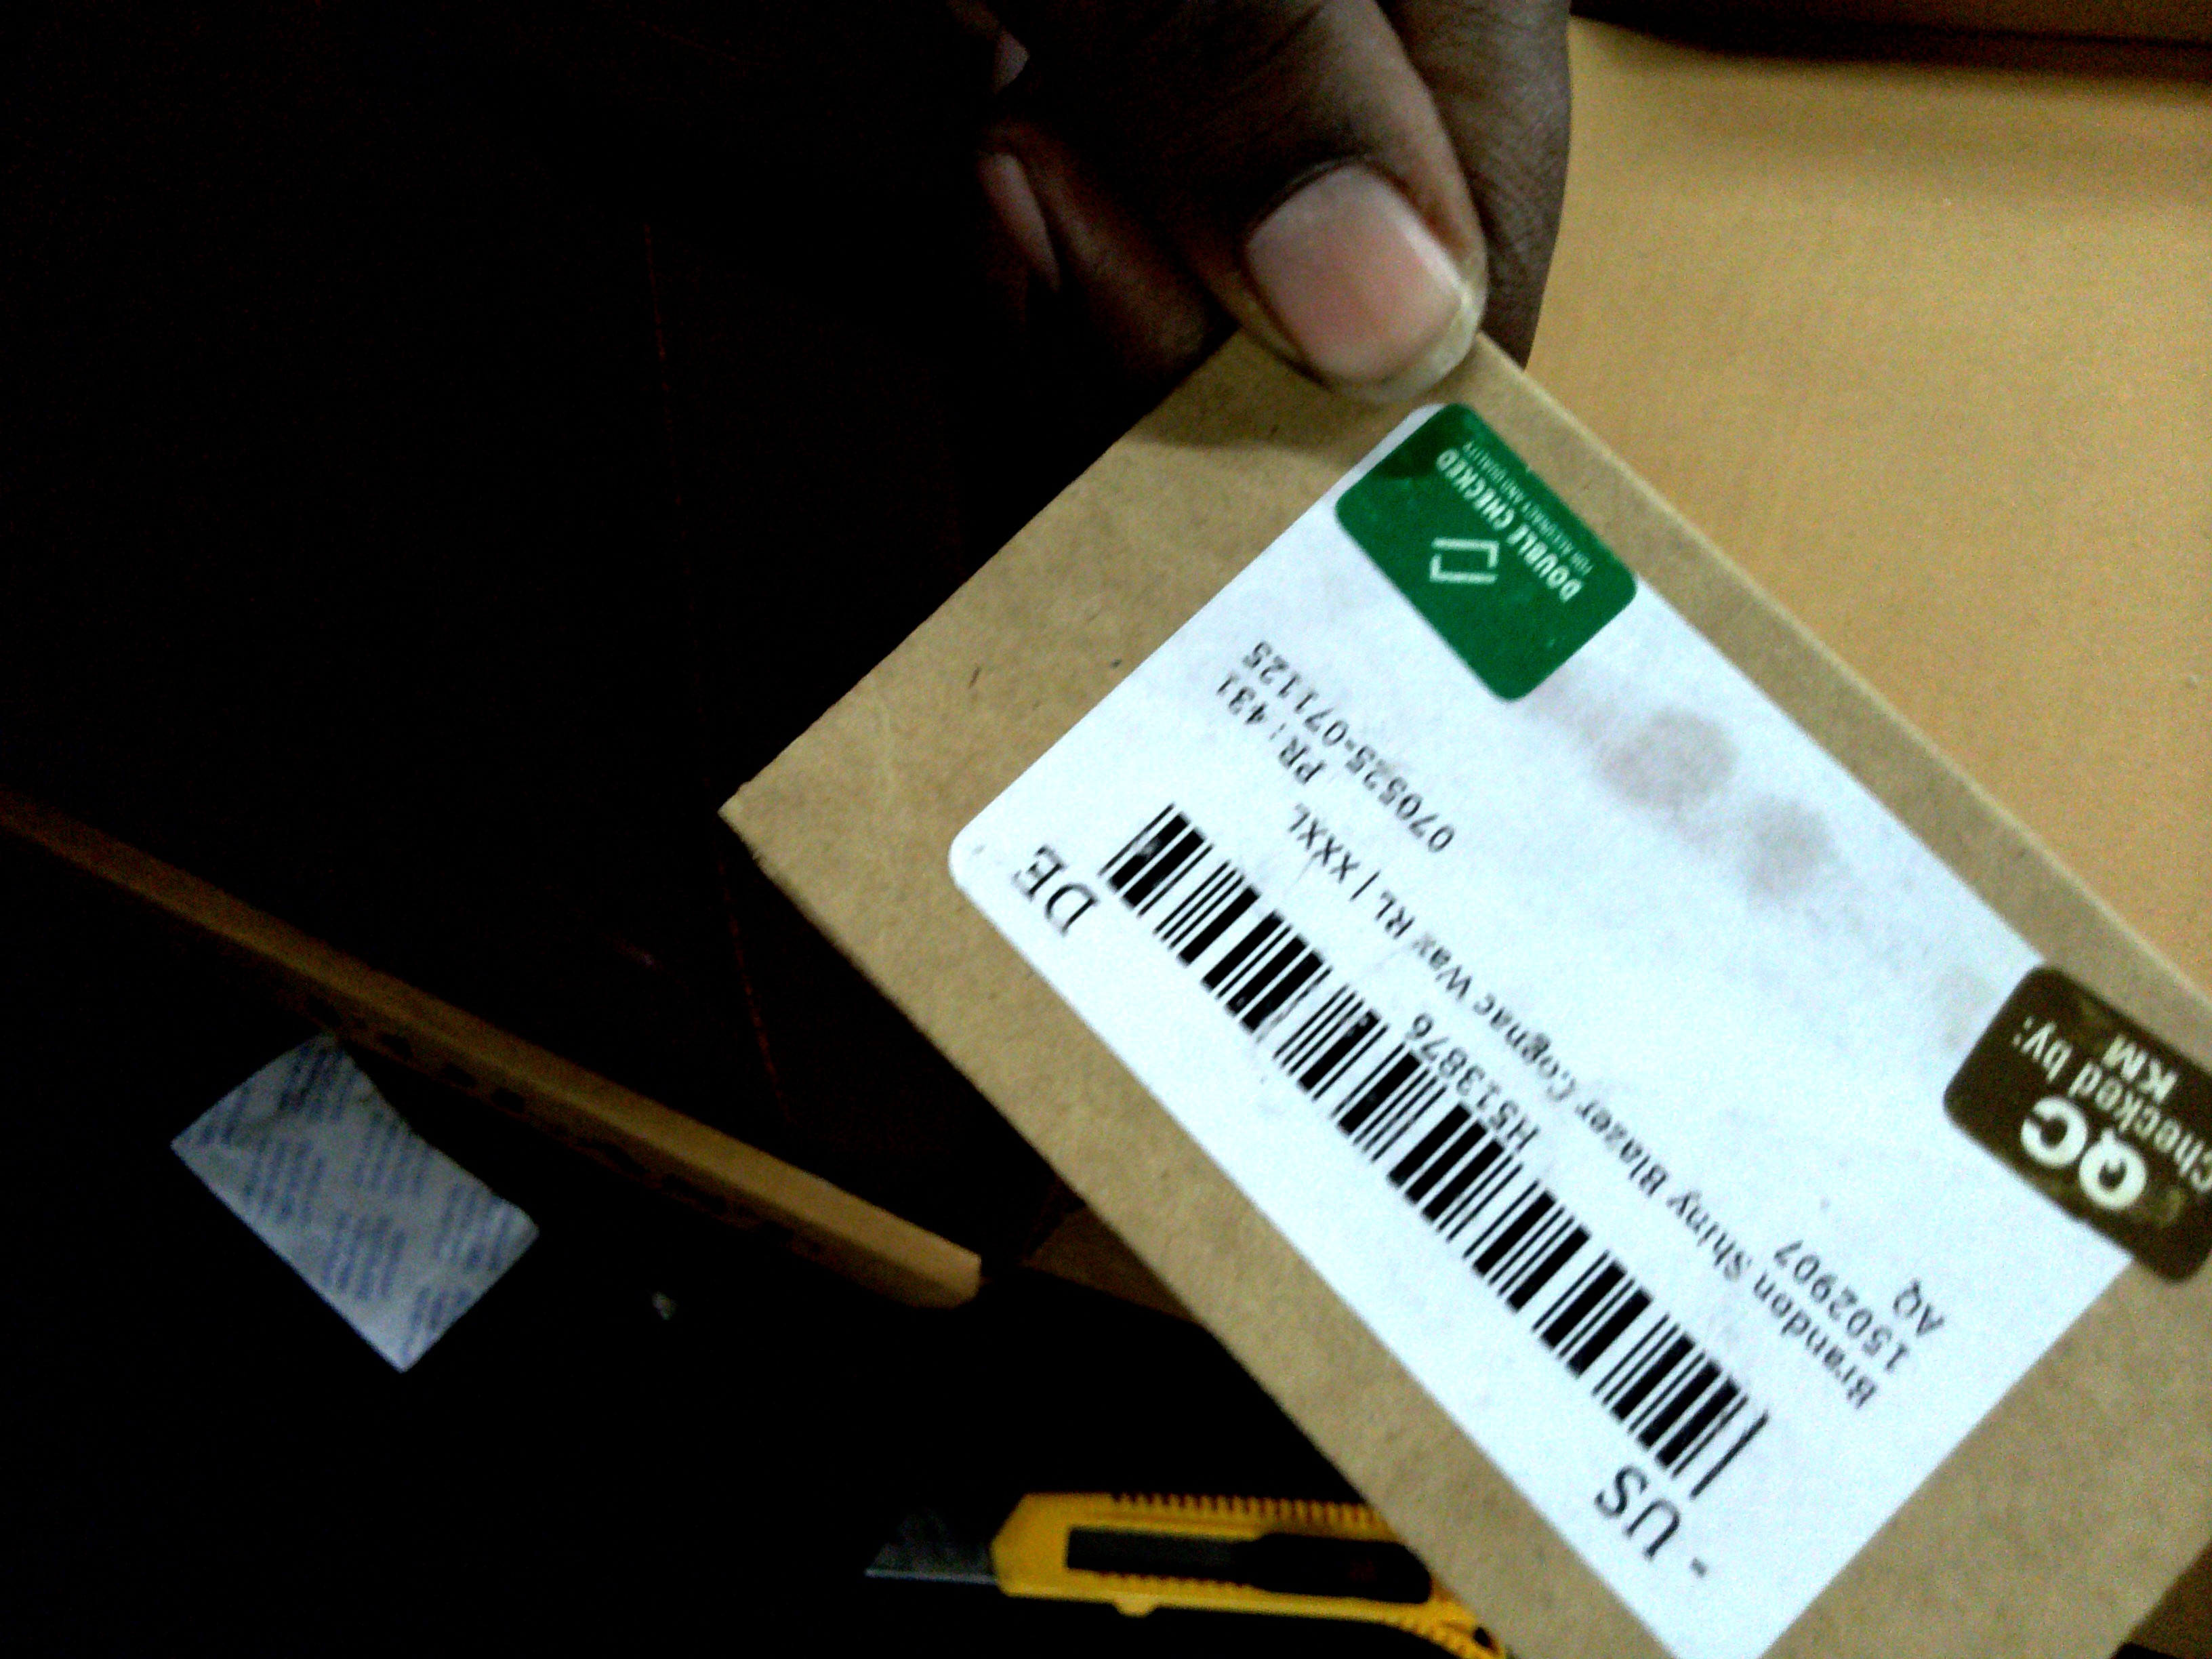 - US
DE
H513876
Brandon Shiny Blazer Cognac Wax RL | XXXL
PR: 431
1502907
070525-071125
AQ
QC
Checked by:
KM
DOUBLE CHECKED
FOR ACCURACY AND QUALITY